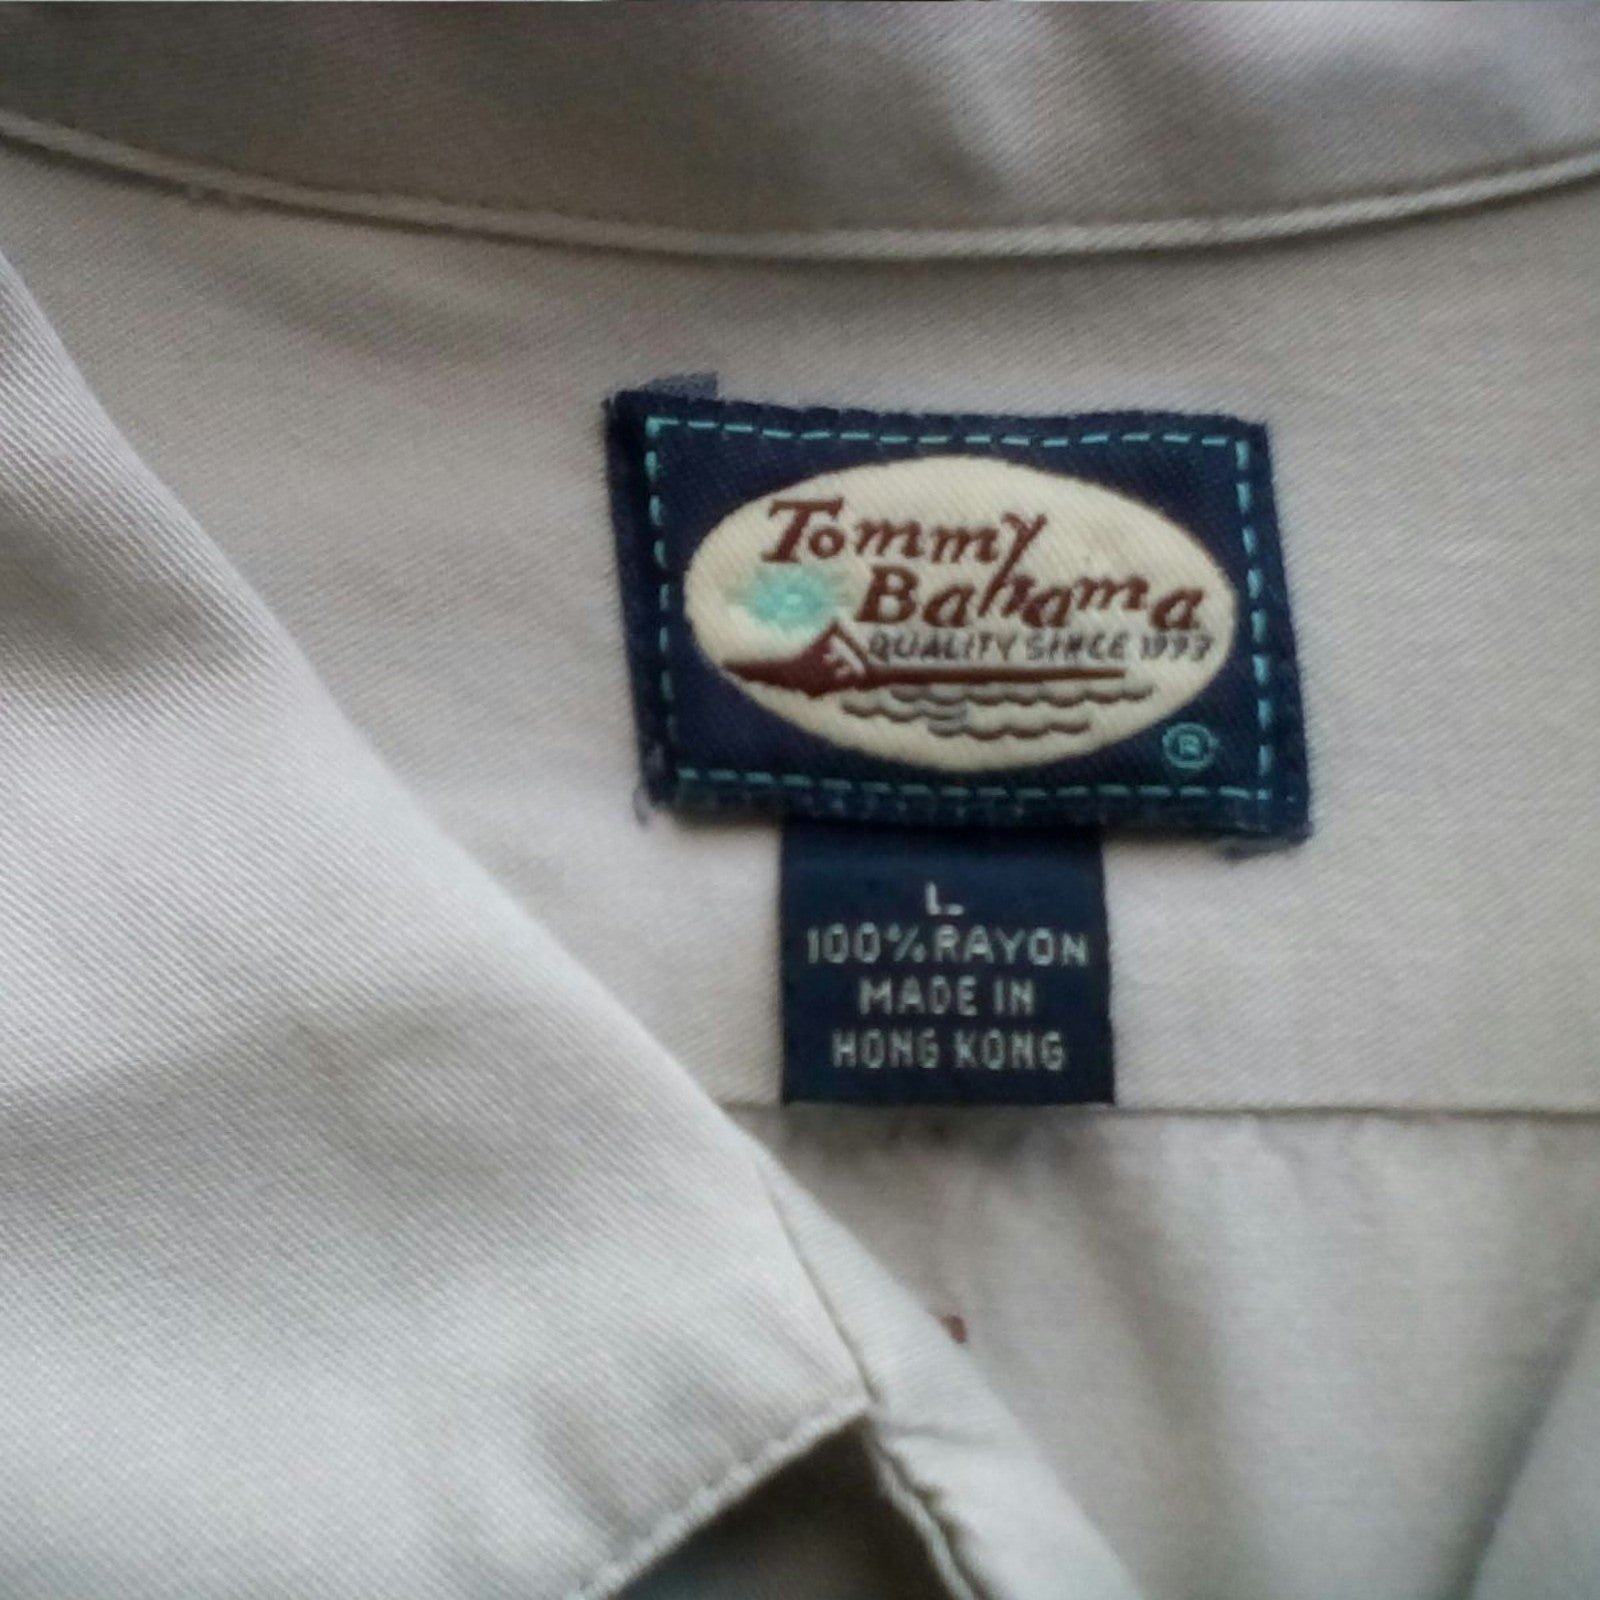 Tommy
Bahama
QUALITY SINCE 1993
®
L
100% RAYON
MADE IN
HONG KONG